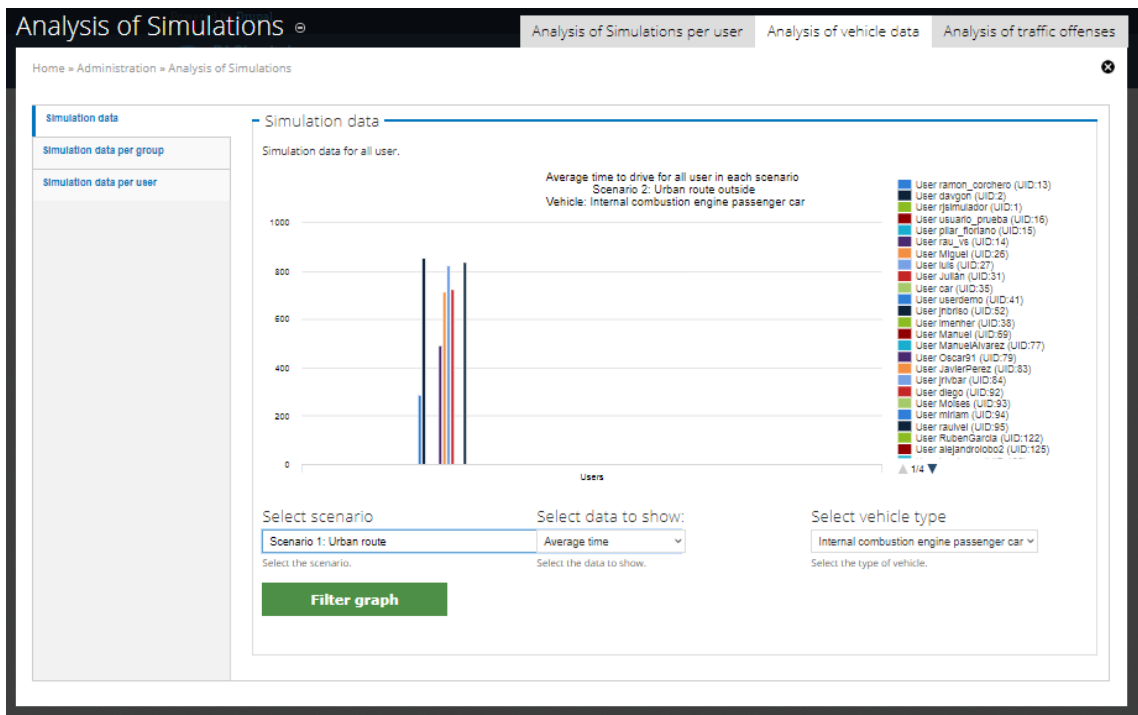 Analysis of Simulations
Analysis of Simulations per user
Analysis of vehicle data
Analysis of traffic offenses
Home » Administration » Analysis of Simulations
Simulation data
Simulation data per group
Simulation data per user
Simulation data
Simulation data for all user.
Average time to drive for all user in each scenario
Scenario 2: Urban route outside
Vehicle: Internal combustion engine passenger car
1000
800
600
400
200
0
Users
User ramon_corchero (UID:13)
User davgon (UID:2)
User rjsimulador (UID:1)
User usuario_prueba (UID:16)
User pilar_floriano (UID:15)
User rau_vs (UID:14)
User Miguel (UID:26)
User luis (UID:27)
User Julián (UID:31)
User car (UID:35)
User userdemo (UID:41)
User jnbriso (UID:52)
User imenher (UID:38)
User Manuel (UID:69)
User ManuelAlvarez (UID:77)
User Oscar91 (UID:79)
User JavierPerez (UID:83)
User jrivbar (UID:84)
User diego (UID:92)
User Moises (UID:93)
User miriam (UID:94)
User raulvel (UID:95)
User RubenGarcia (UID:122)
User alejandrolobo2 (UID:125)
1/4
Select scenario
Scenario 1: Urban route
Select the scenario.
Select data to show:
Average time
Select the data to show.
Select vehicle type
Internal combustion engine passenger car
Select the type of vehicle.
Filter graph